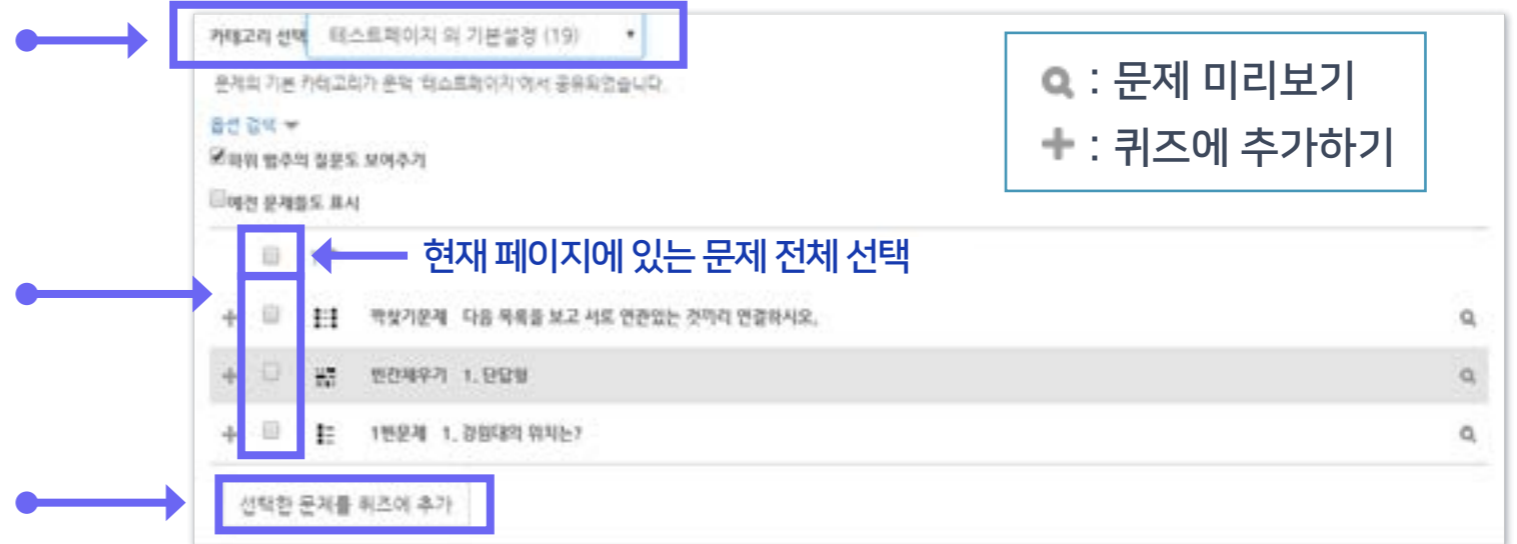 카테고리 선택 테스트페이지 의 기본설정 (19)
문제의 기본 카테고리가 문맥 '테스트페이지'에서 공유되었습니다.
옵션 검색
하위 범주의 질문도 보여주기
예전 문제들도 표시
: 문제 미리보기
: 퀴즈에 추가하기
현재 페이지에 있는 문제 전체 선택
짝찾기문제 다음 목록을 보고 서로 연관있는 것끼리 연결하시오.
빈칸채우기 1. 단답형
1번문제 1. 강원대의 위치는?
선택한 문제를 퀴즈에 추가